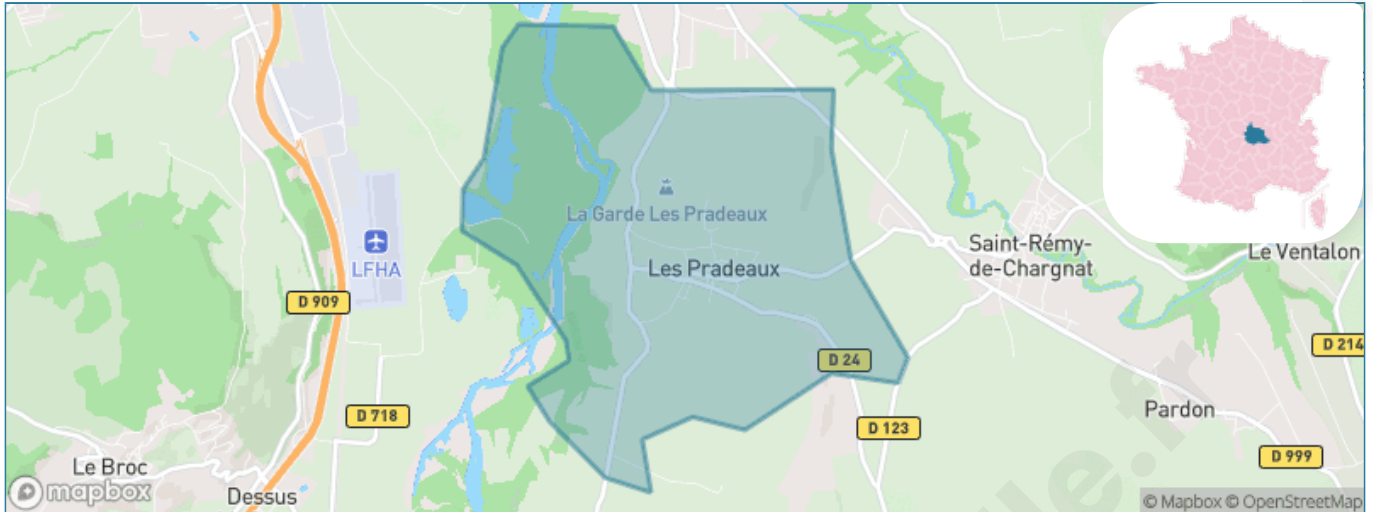 La Garde Les Pradeaux
Saint-Rémy-
de-Chargnat
Le Ventalon
LFHA
Les Pradeaux
D 909
D 214
D 24
D 718
D 123
Pardon
Le Broc
D 999
Dessus
mapbox
© Mapbox © OpenStreetMap